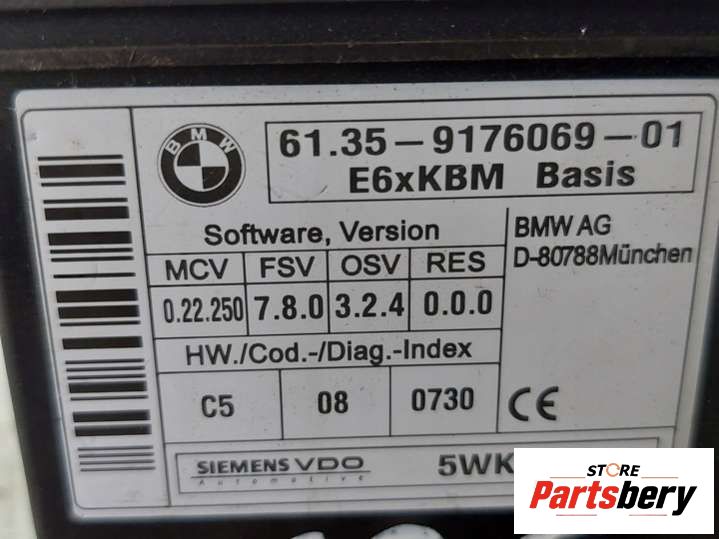 BMW
61.35-9176069-01
E6xKBM Basis
Software, Version
MCV FSV OSV RES
0.22.250 7.8.0 3.2.4 0.0.0
BMW AG
D-80788München
HW./Cod.-/Diag.-Index
C5 08 0730
CE
SIEMENS VDO
Automotive
5WK
STORE
Partsbery